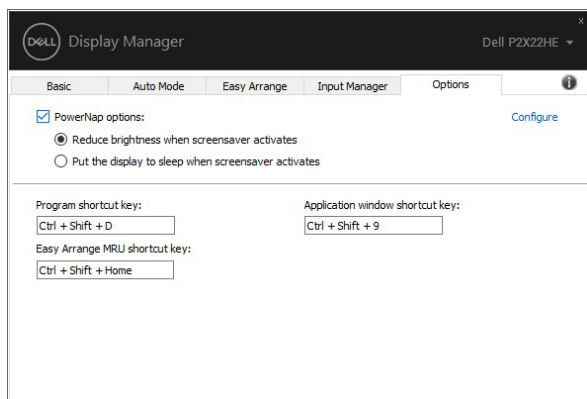 DELL Display Manager
Dell P2X22HE
x
Basic Auto Mode Easy Arrange Input Manager Options i
PowerNap options:
Configure
Reduce brightness when screensaver activates
Put the display to sleep when screensaver activates
Program shortcut key:
Ctrl + Shift + D
Application window shortcut key:
Ctrl + Shift + 9
Easy Arrange MRU shortcut key:
Ctrl + Shift + Home